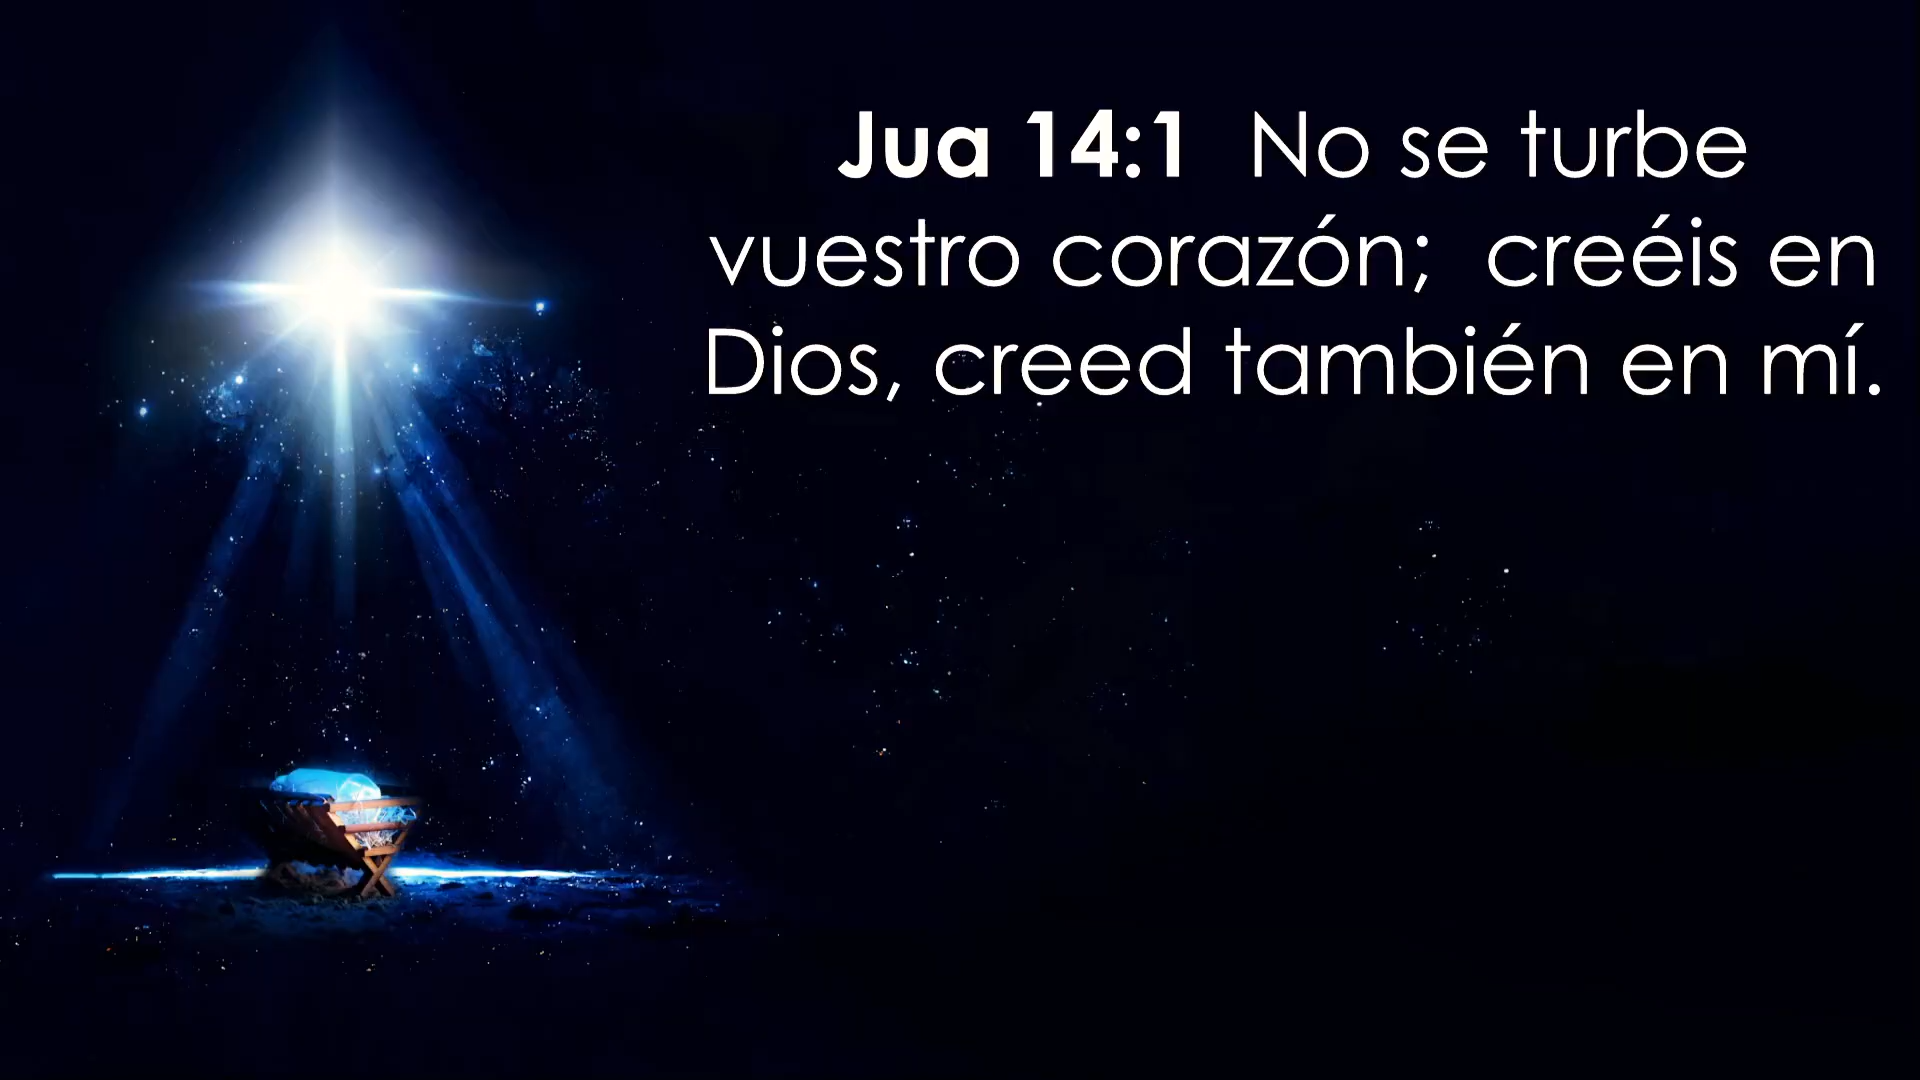 Jua 14:1  No se turbe
vuestro corazón;  creéis en
Dios, creed también en mí.